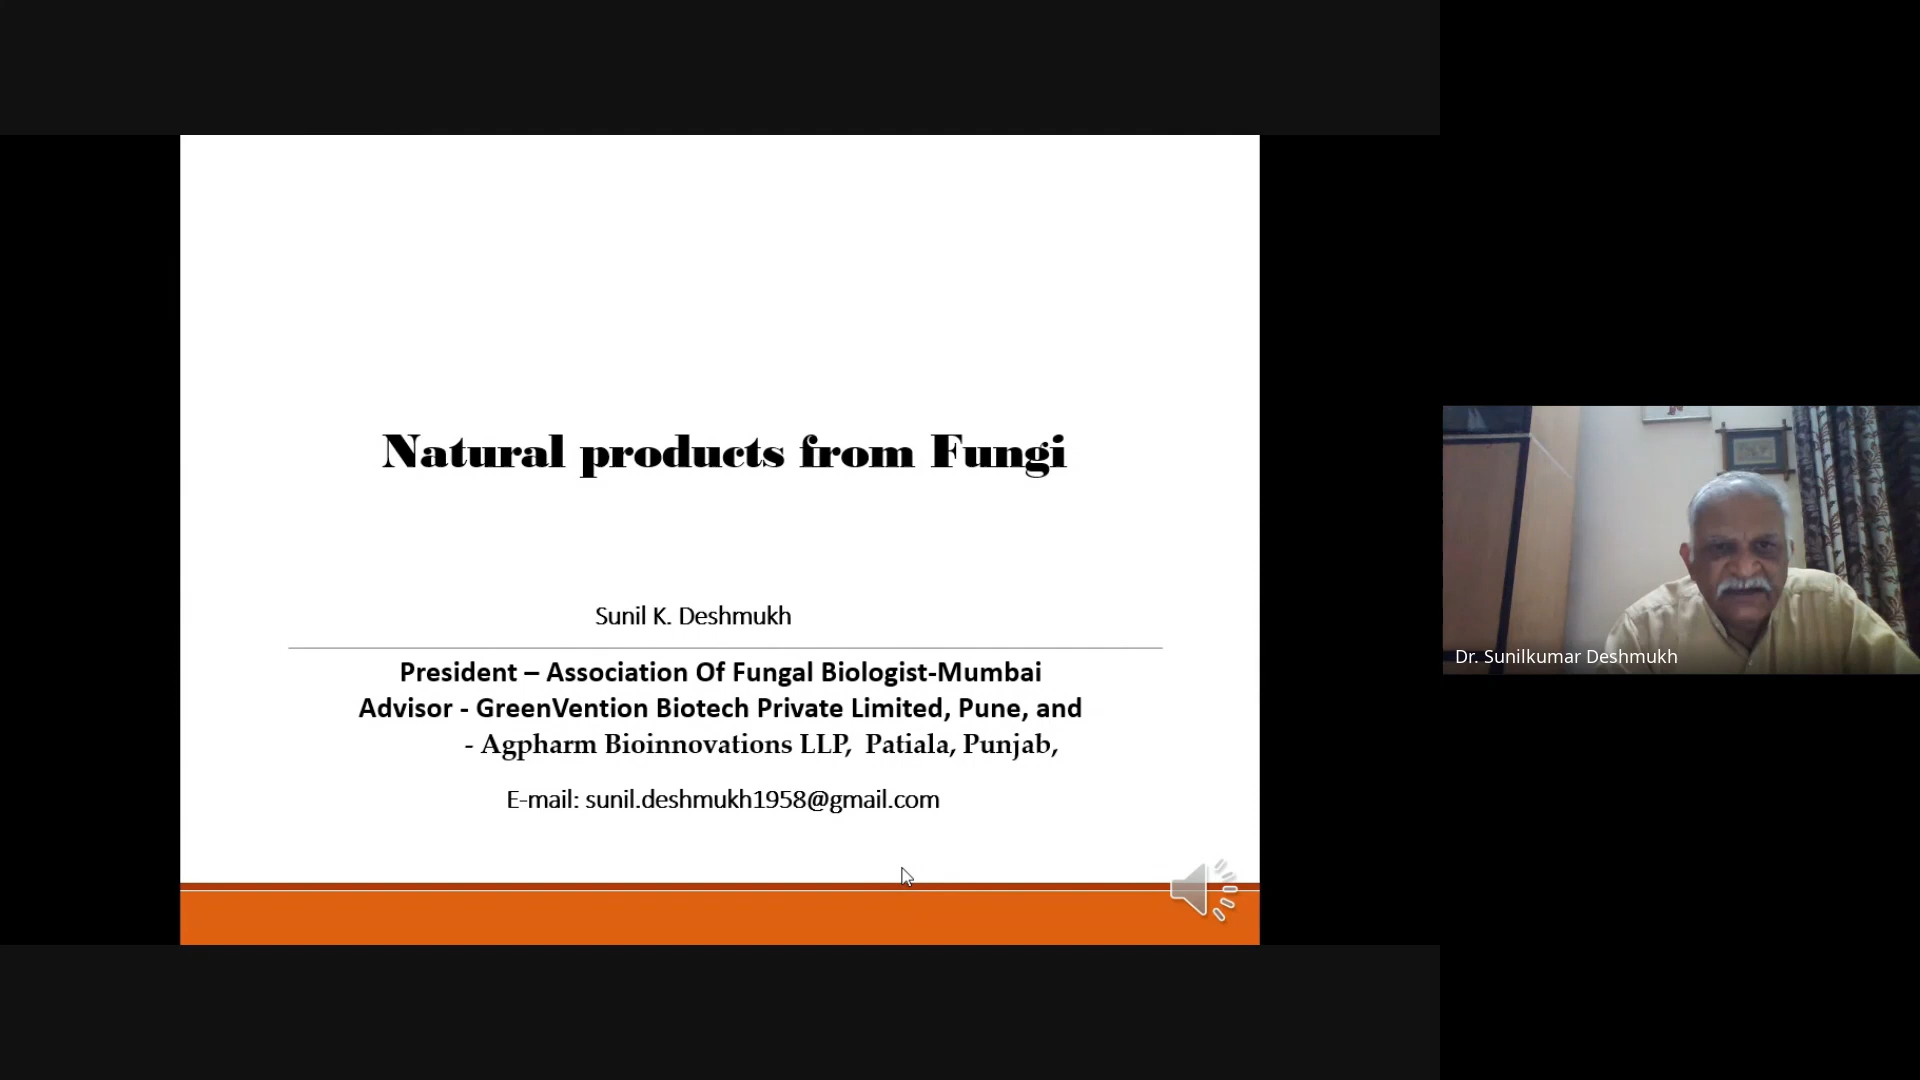 Natural products from Fungi
Sunil K. Deshmukh
President – Association Of Fungal Biologist-Mumbai
Advisor - GreenVention Biotech Private Limited, Pune, and
- Agpharm Bioinnovations LLP, Patiala, Punjab,
E-mail: sunil.deshmukh1958@gmail.com
Dr. Sunilkumar Deshmukh